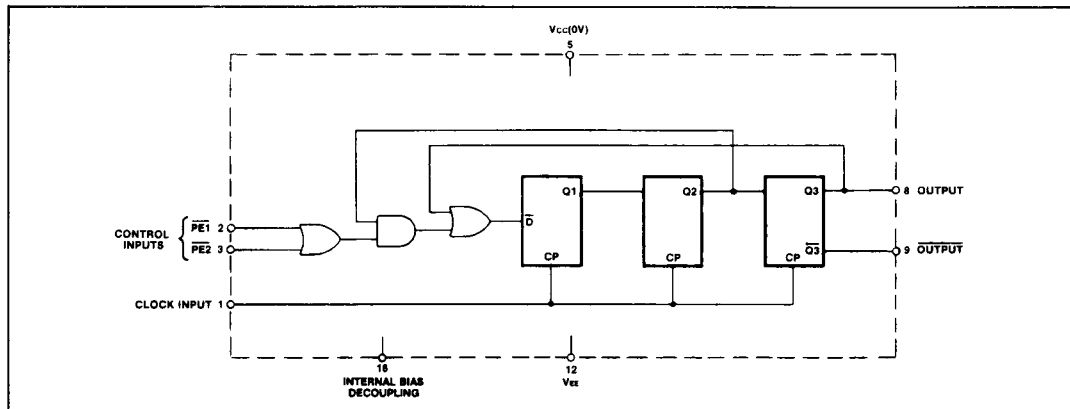 VCC(0V)
5
Q1
Q2
Q3
8 OUTPUT
CONTROL
INPUTS
PE1 2
PE2 3
D
CP
CP
CP
Q3
9 OUTPUT
CLOCK INPUT 1
16
INTERNAL BIAS
DECOUPLING
12
VEE